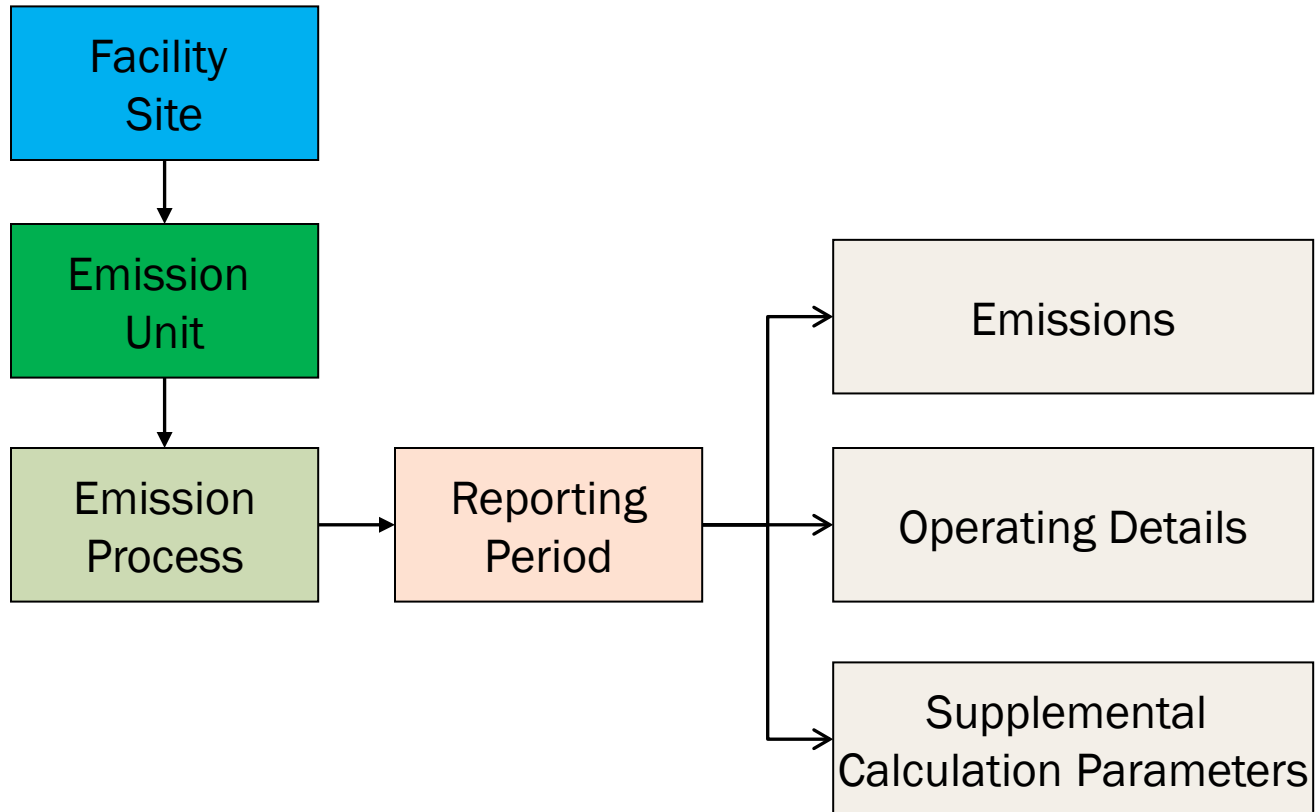 Facility
Site
Emission
Unit
Emission
Process
Reporting
Period
Emissions
Operating Details
Supplemental
Calculation Parameters